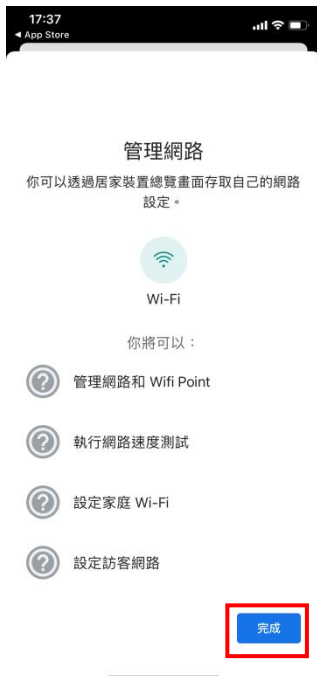 17:37
◀ App Store
管理網路
你可以透過居家裝置總覽畫面存取自己的網路
設定。
Wi-Fi
你將可以：
管理網路和 Wifi Point
執行網路速度測試
設定家庭 Wi-Fi
設定訪客網路
完成